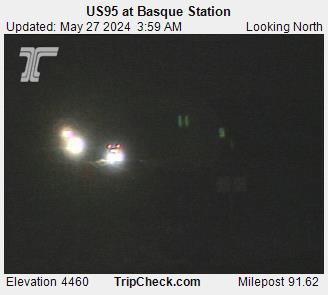 US95 at Basque Station
Updated: May 27 2024 3:59 AM Looking North
Elevation 4460 TripCheck.com Milepost 91.62